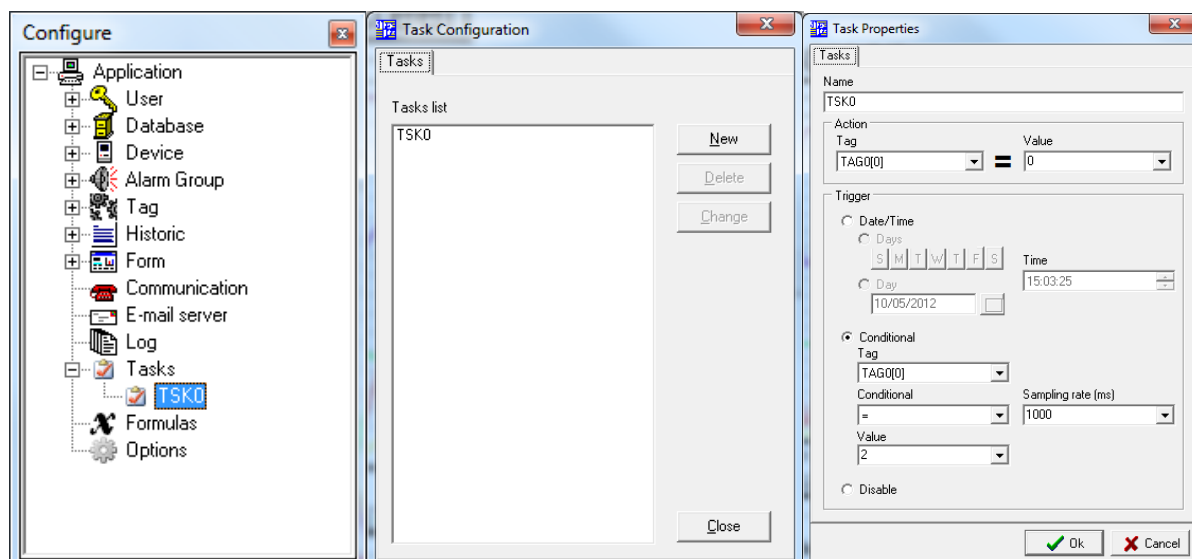 Configure
Application
User
Database
Device
Alarm Group
Tag
Historic
Form
Communication
E-mail server
Log
Tasks
TSK0
Formulas
Options
Task Configuration
Tasks
Tasks list
TSK0
New
Delete
Change
Close
Task Properties
Tasks
Name
TSK0
Action
Tag Value
TAG0[0] = 0
Trigger
Date/Time
Days
S M T W T F S
Time
15:03:25
Day
10/05/2012
Conditional
Tag
TAG0[0]
Conditional Sampling rate (ms)
= 1000
Value
2
Disable
Ok Cancel